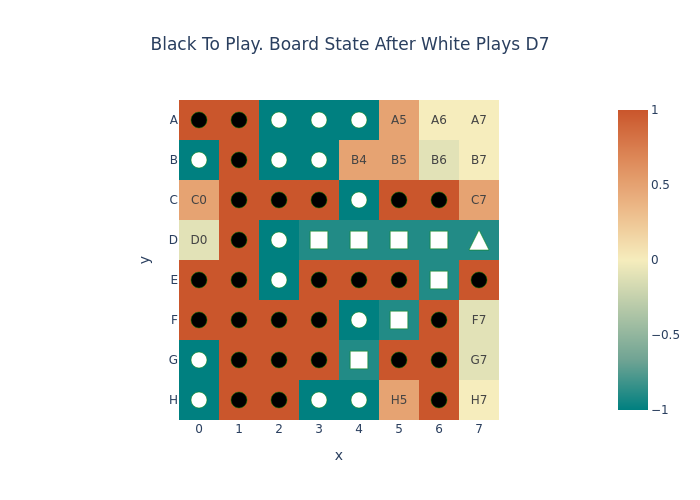 Black To Play. Board State After White Plays D7
A
A5
A6
A7
B
B4
B5
B6
B7
C
C0
C7
D
D0
E
F
F7
G
G7
H
H5
H7
0
1
2
3
4
5
6
7
x
y
1
0.5
0
−0.5
−1